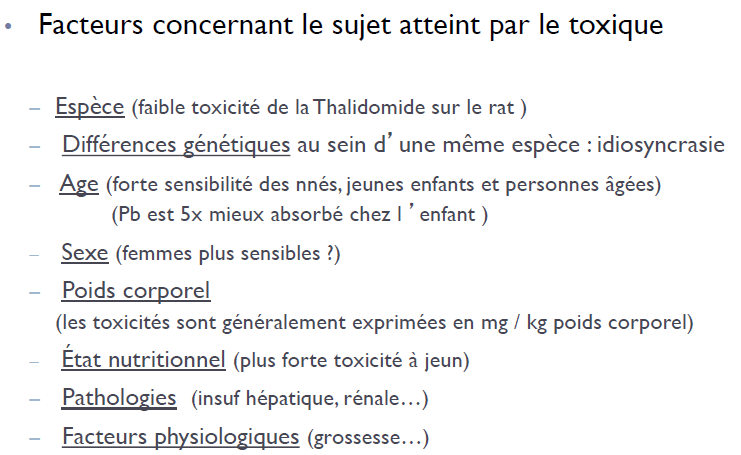 • Facteurs concernant le sujet atteint par le toxique
– Espèce (faible toxicité de la Thalidomide sur le rat )
– Différences génétiques au sein d’ une même espèce : idiosyncrasie
– Age (forte sensibilité des nnés, jeunes enfants et personnes âgées)
(Pb est 5x mieux absorbé chez l ’ enfant )
– Sexe (femmes plus sensibles ?)
– Poids corporel
(les toxicités sont généralement exprimées en mg / kg poids corporel)
– État nutritionnel (plus forte toxicité à jeun)
– Pathologies (insuf hépatique, rénale…)
– Facteurs physiologiques (grossesse…)